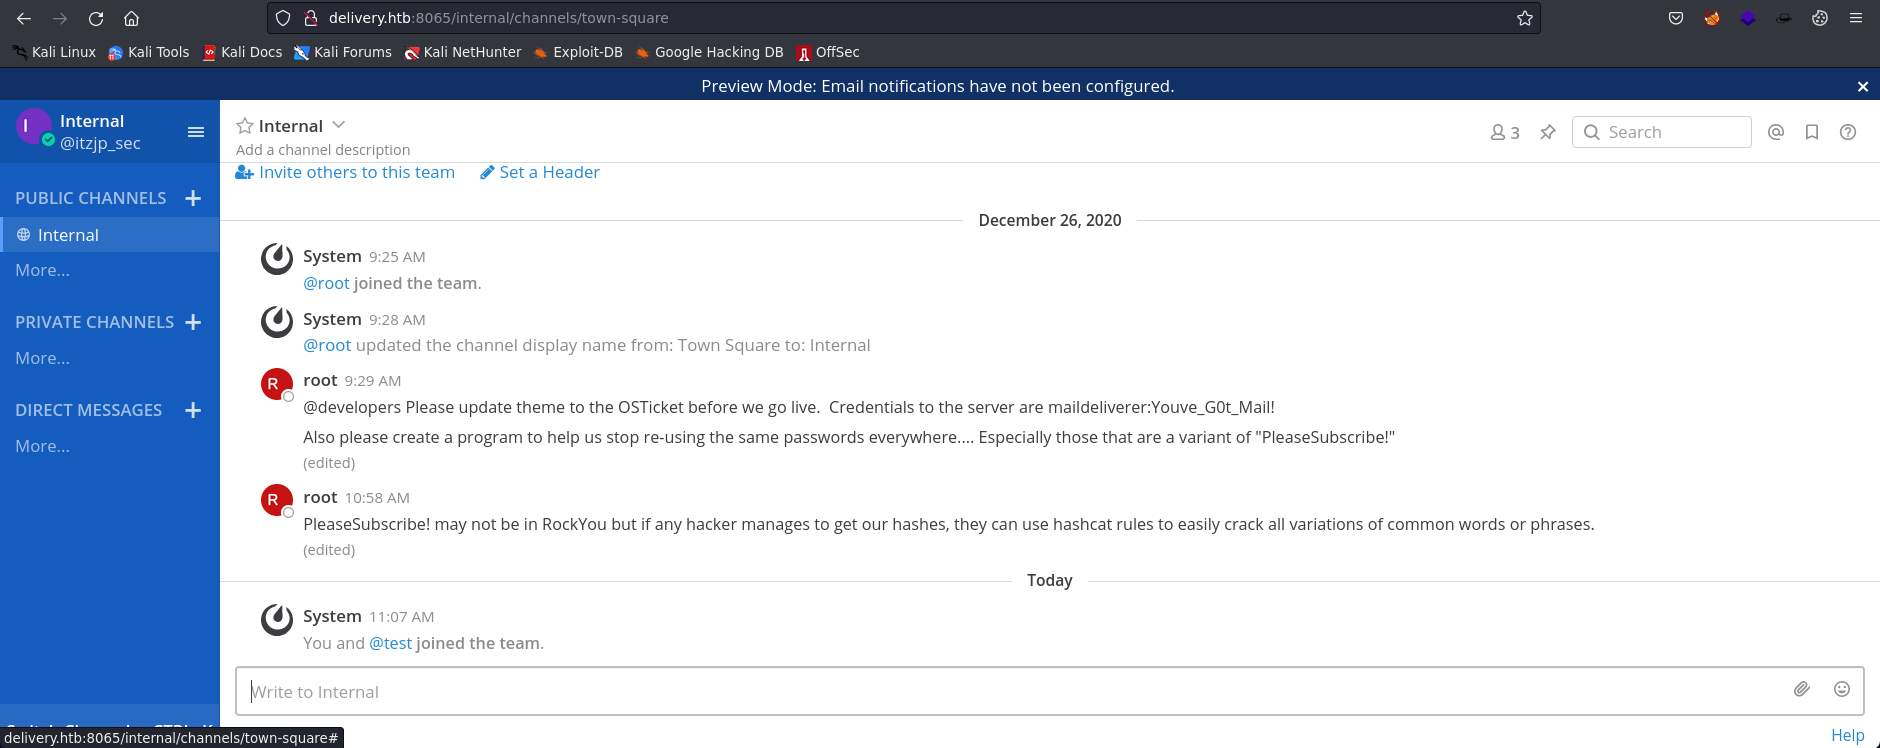 delivery.htb:8065/internal/channels/town-square
Kali Linux Kali Tools Kali Docs Kali Forums Kali NetHunter Exploit-DB Google Hacking DB OffSec
Preview Mode: Email notifications have not been configured.
Internal
@itzjp_sec
PUBLIC CHANNELS
Internal
More...
PRIVATE CHANNELS
More...
DIRECT MESSAGES
More...
Internal
Add a channel description
3 Search
Invite others to this team Set a Header
December 26, 2020
System 9:25 AM
@root joined the team.
System 9:28 AM
@root updated the channel display name from: Town Square to: Internal
R root 9:29 AM
@developers Please update theme to the OSTicket before we go live. Credentials to the server are maildeliverer:Youve_G0t_Mail!
Also please create a program to help us stop re-using the same passwords everywhere.... Especially those that are a variant of "PleaseSubscribe!"
(edited)
R root 10:58 AM
PleaseSubscribe! may not be in RockYou but if any hacker manages to get our hashes, they can use hashcat rules to easily crack all variations of common words or phrases.
(edited)
Today
System 11:07 AM
You and @test joined the team.
Write to Internal
delivery.htb:8065/internal/channels/town-square#
Help